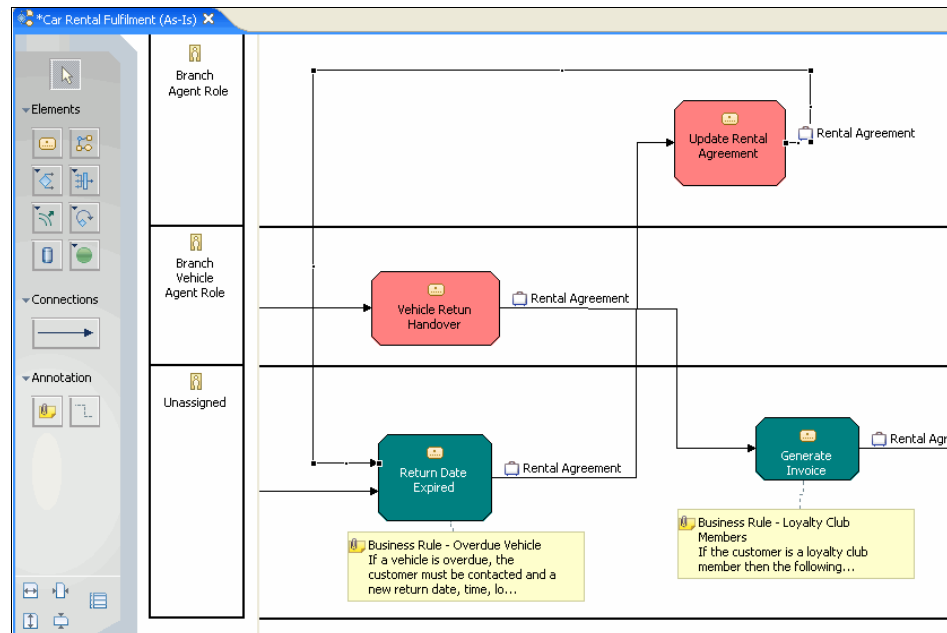 *Car Rental Fulfilment (As-Is)
Elements
Connections
Annotation
Branch
Agent Role
Branch
Vehicle
Agent Role
Unassigned
Update Rental
Agreement
Rental Agreement
Vehicle Retun
Handover
Rental Agreement
Return Date
Expired
Rental Agreement
Generate
Invoice
Rental Agr
Business Rule - Overdue Vehicle
If a vehicle is overdue, the
customer must be contacted and a
new return date, time, lo...
Business Rule - Loyalty Club
Members
If the customer is a loyalty club
member then the following...